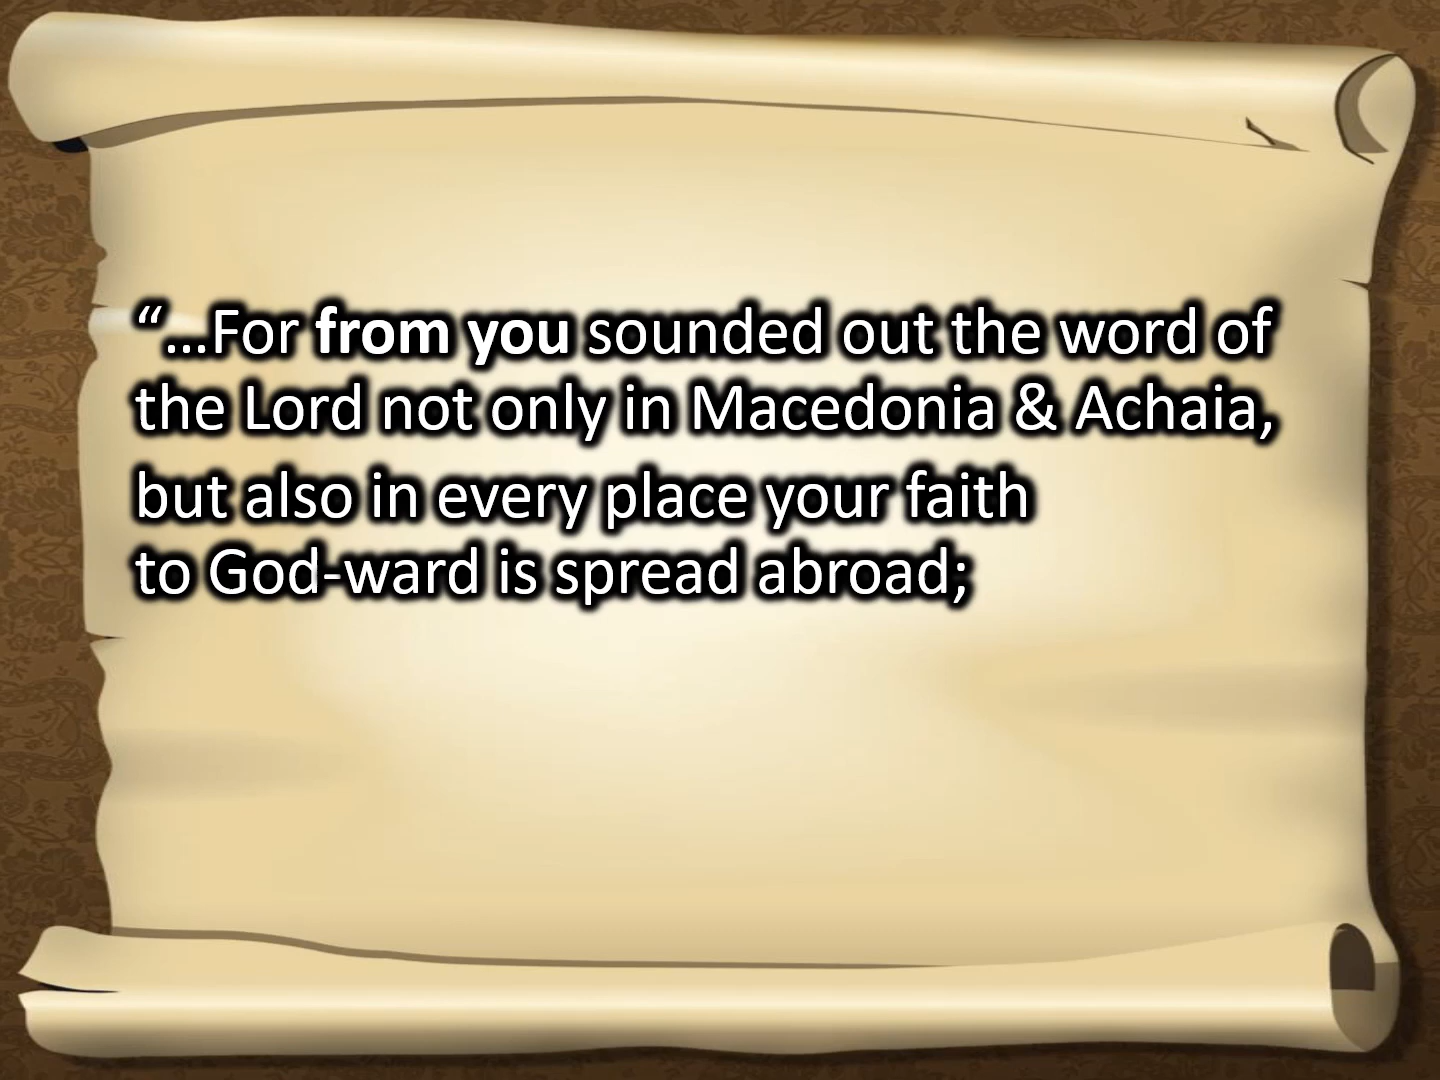 “…For from you sounded out the word of
the Lord not only in Macedonia & Achaia,
but also in every place your faith
to God-ward is spread abroad;